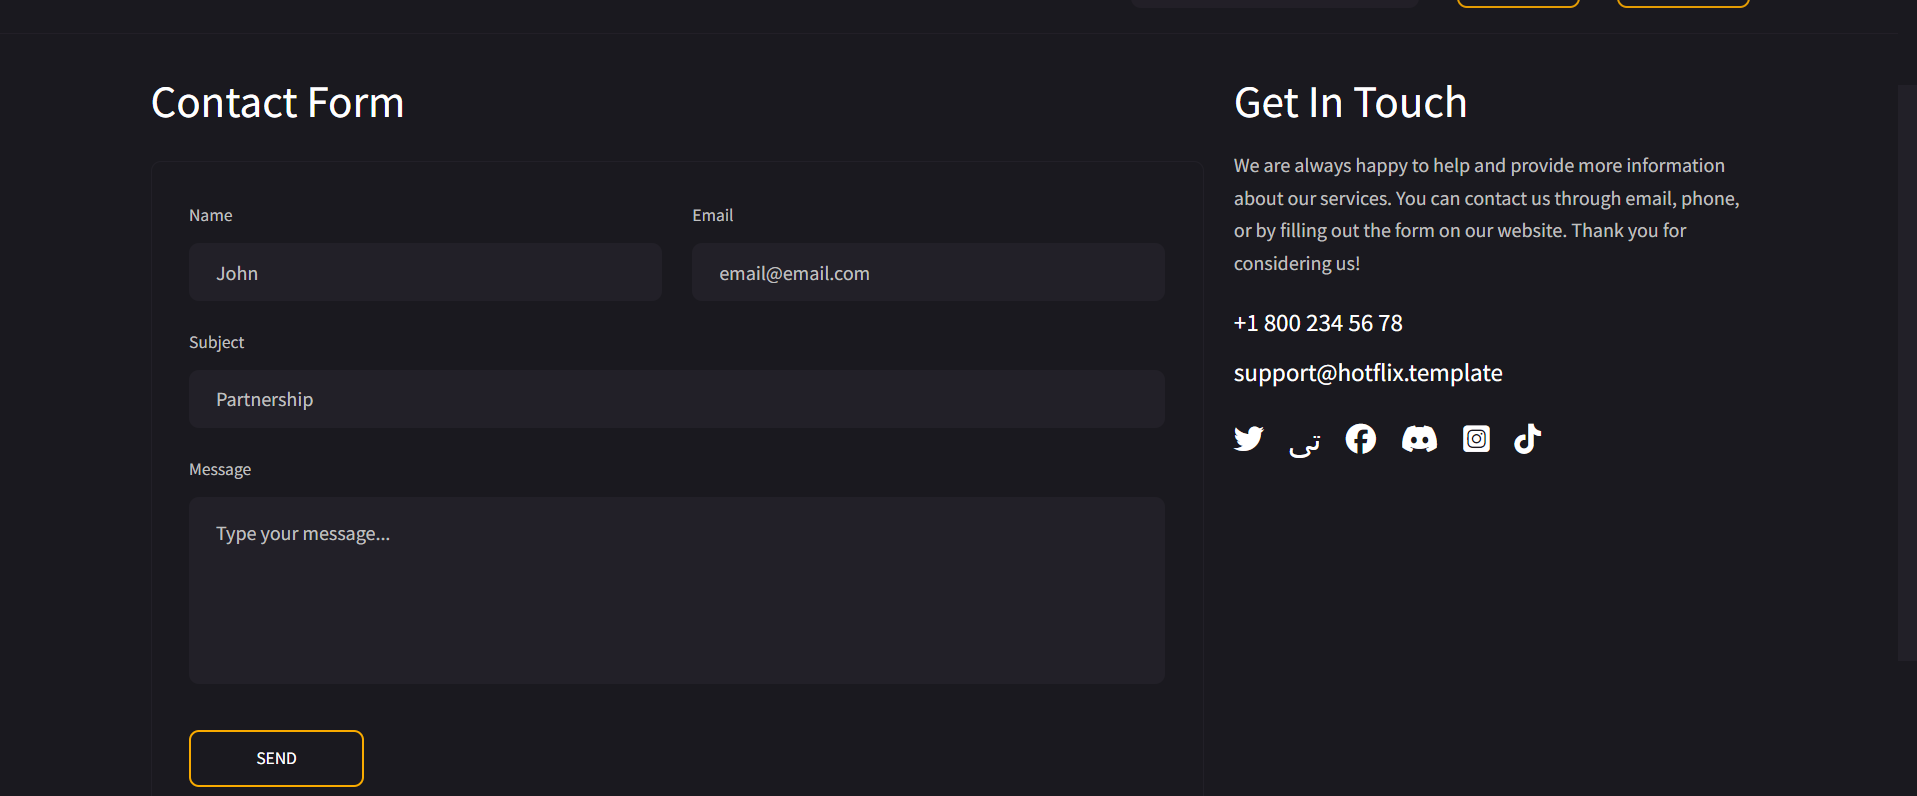 Contact Form
Name
Email
John
email@email.com
Subject
Partnership
Message
Type your message...
SEND
Get In Touch
We are always happy to help and provide more information
about our services. You can contact us through email, phone,
or by filling out the form on our website. Thank you for
considering us!
+1 800 234 56 78
support@hotflix.template
تی